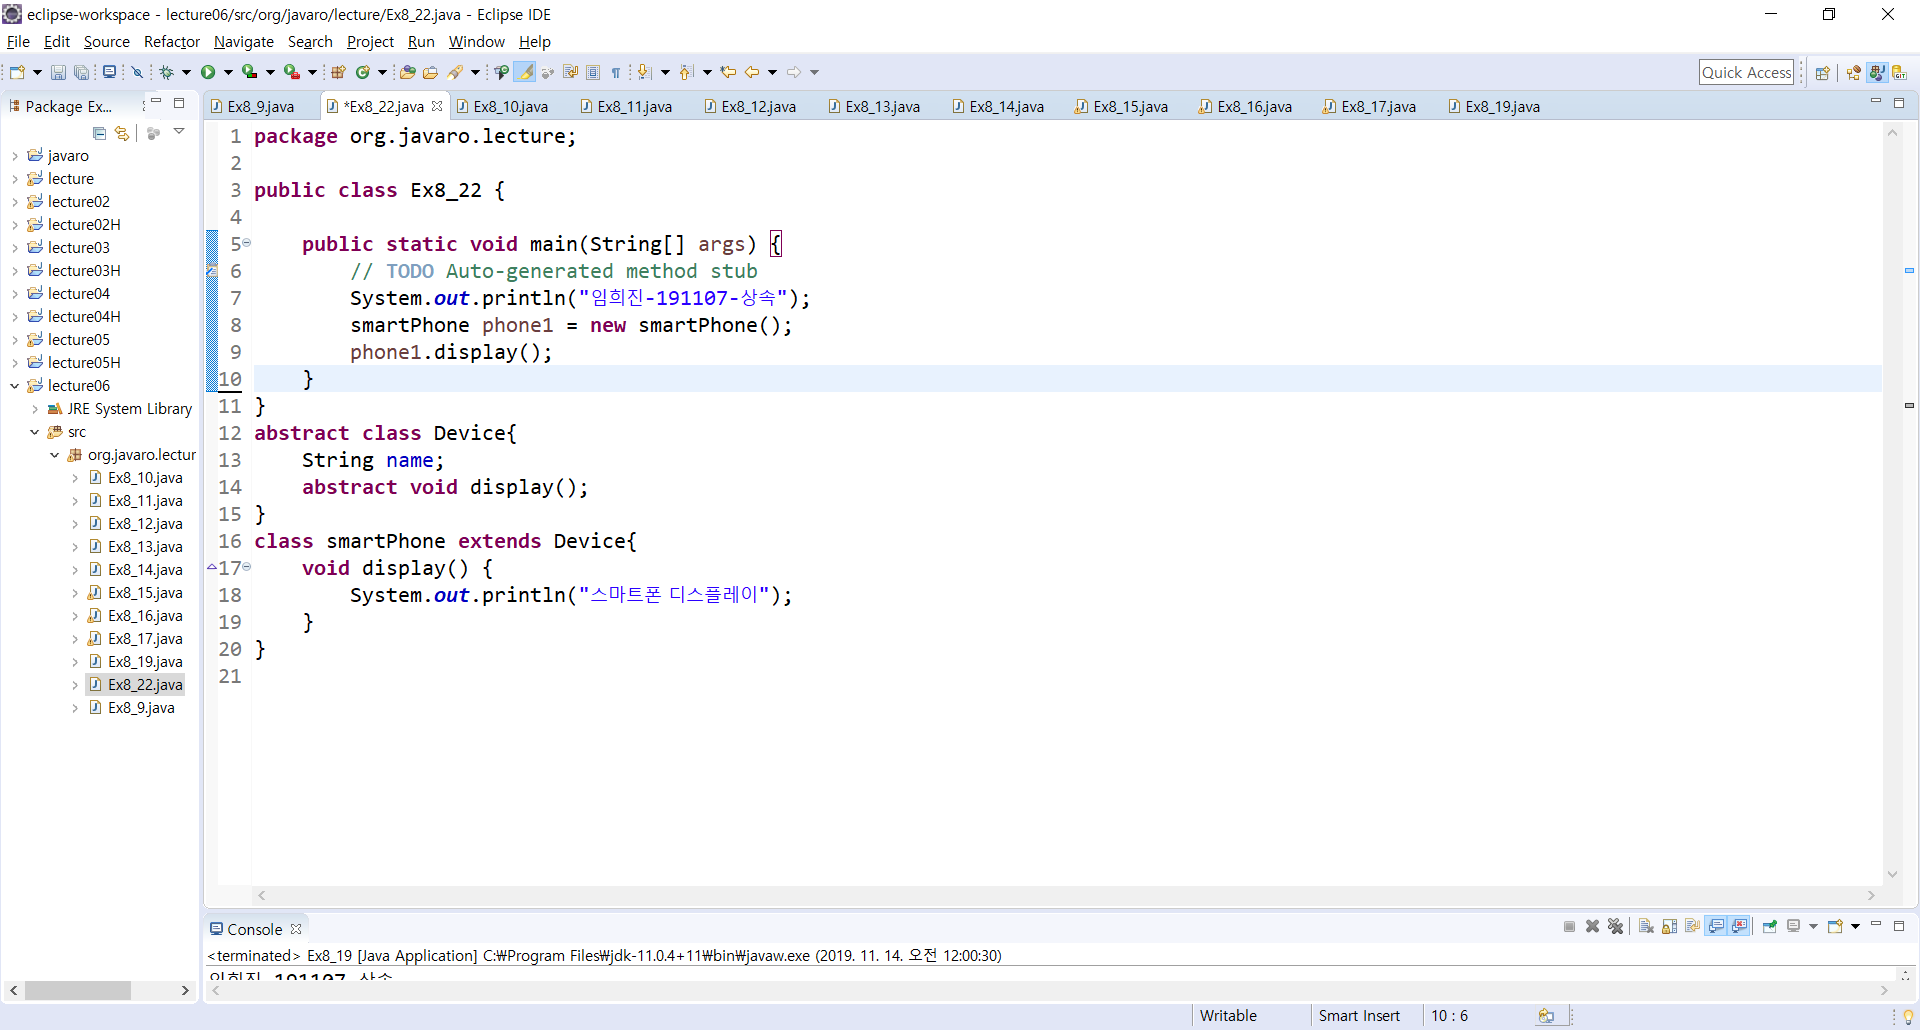 eclipse-workspace - lecture06/src/org/javaro/lecture/Ex8_22.java - Eclipse IDE
File Edit Source Refactor Navigate Search Project Run Window Help
Quick Access
Package Ex...
Ex8_9.java *Ex8_22.java Ex8_10.java Ex8_11.java Ex8_12.java Ex8_13.java Ex8_14.java Ex8_15.java Ex8_16.java Ex8_17.java Ex8_19.java
javaro
lecture
lecture02
lecture02H
lecture03
lecture03H
lecture04
lecture04H
lecture05
lecture05H
lecture06
JRE System Library
src
org.javaro.lectur
Ex8_10.java
Ex8_11.java
Ex8_12.java
Ex8_13.java
Ex8_14.java
Ex8_15.java
Ex8_16.java
Ex8_17.java
Ex8_19.java
Ex8_22.java
Ex8_9.java
1 package org.javaro.lecture;
2
3 public class Ex8_22 {
4
5 public static void main(String[] args) {
6 // TODO Auto-generated method stub
7 System.out.println("임희진-191107-상속");
8 smartPhone phone1 = new smartPhone();
9 phone1.display();
10 }
11 }
12 abstract class Device{
13 String name;
14 abstract void display();
15 }
16 class smartPhone extends Device{
17 void display() {
18 System.out.println("스마트폰 디스플레이");
19 }
20 }
21
Console
<terminated> Ex8_19 [Java Application] C:₩Program Files₩jdk-11.0.4+11₩bin₩javaw.exe (2019. 11. 14. 오전 12:00:30)
임희진-191107-상속
Writable Smart Insert 10 : 6